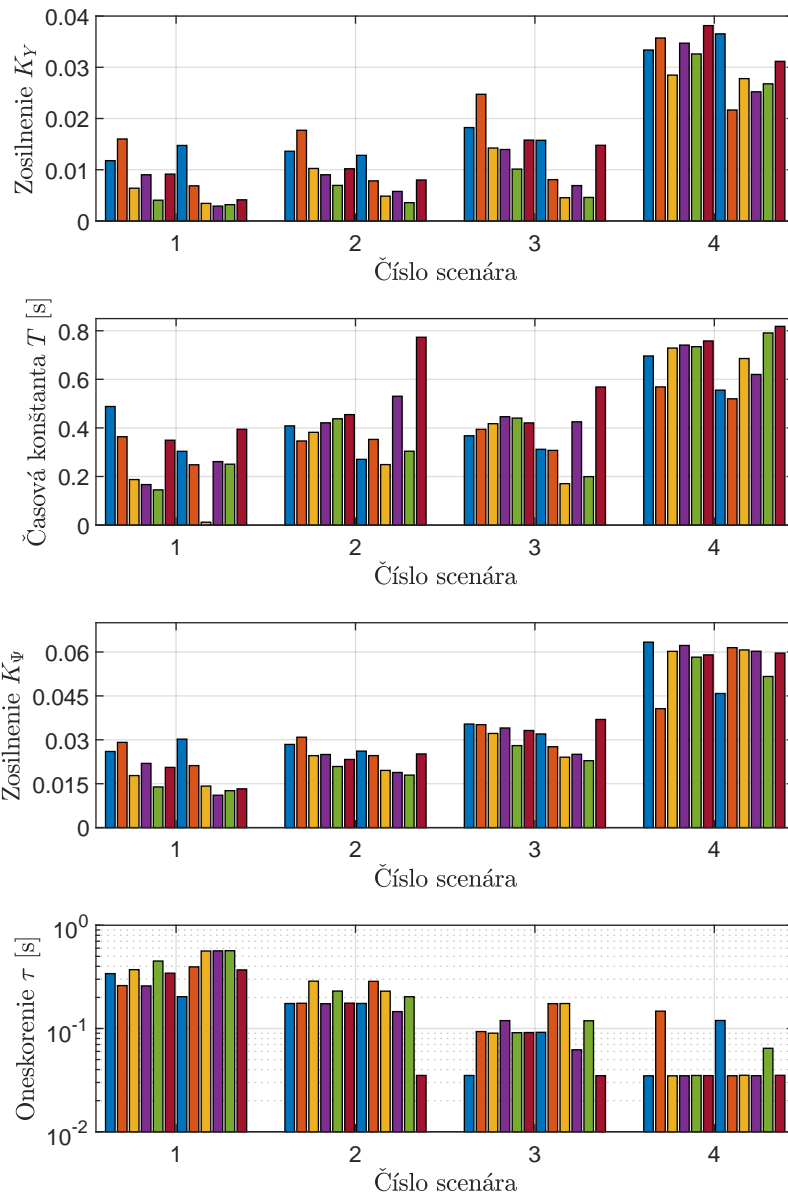 0.04
0.03
0.02
0.01
0
Zosilnenie $K_Y$
1 2 3 4
Číslo scenára
0.8
0.6
0.4
0.2
0
Časová konštanta $T$ [s]
1 2 3 4
Číslo scenára
0.06
0.045
0.03
0.015
0
Zosilnenie $K_\Psi$
1 2 3 4
Číslo scenára
10^0
10^-1
10^-2
Oneskorenie $\tau$ [s]
1 2 3 4
Číslo scenára